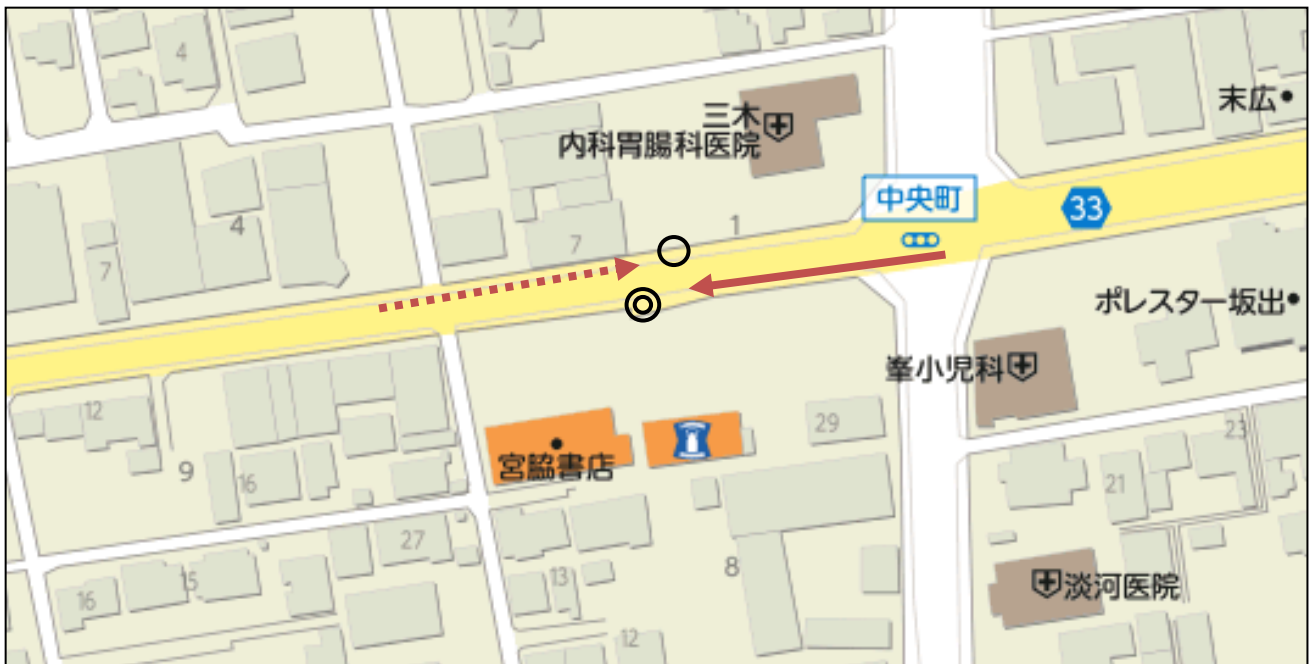 7
4
末広
三木
内科胃腸科医院
中央町
33
1
4
7
7
ポレスター坂出
峯小児科
12
29
23
宮脇書店
9
16
21
27
8
15
13
16
淡河医院
12